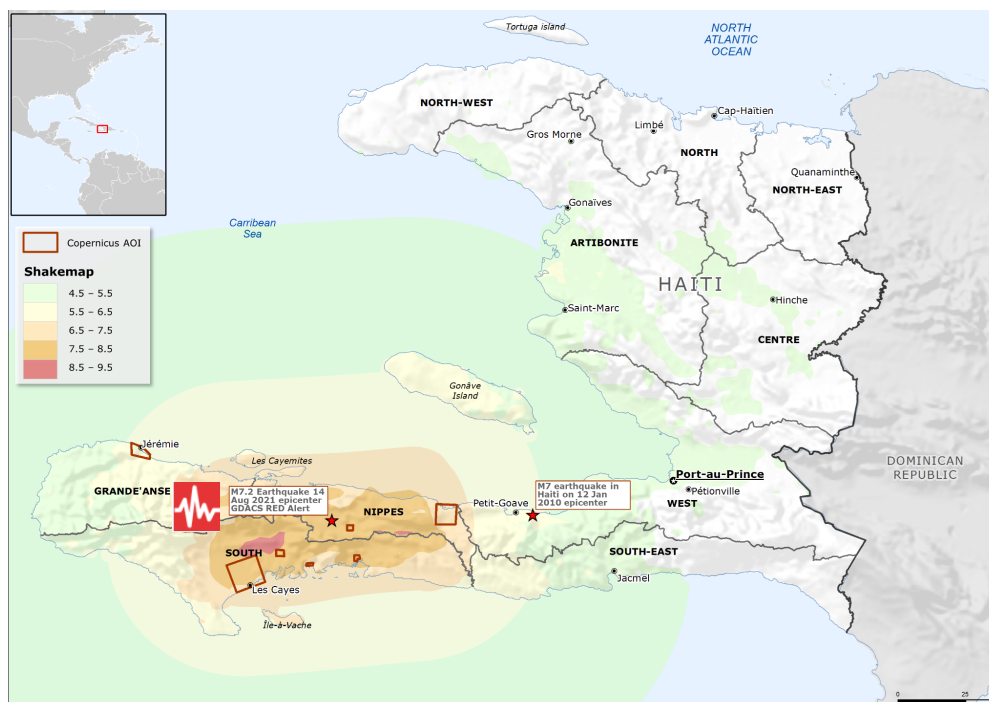 Tortuga island
NORTH
ATLANTIC
OCEAN
NORTH-WEST
Cap-Haïtien
Limbé
Gros Morne
NORTH
Quanaminthe
NORTH-EAST
Gonaïves
Carribean
Sea
ARTIBONITE
Copernicus AOI
Shakemap
4.5 – 5.5
5.5 – 6.5
6.5 – 7.5
7.5 – 8.5
8.5 – 9.5
HAITI
Hinche
Saint-Marc
CENTRE
Gonâve
Island
Jérémie
Les Cayemites
DOMINICAN
REPUBLIC
Port-au-Prince
GRANDE'ANSE
M7.2 Earthquake 14
Aug 2021 epicenter
GDACS RED Alert
M7 earthquake in
Haiti on 12 Jan
2010 epicenter
Pétionville
WEST
Petit-Goave
NIPPES
SOUTH
SOUTH-EAST
Jacmel
Les Cayes
Île-à-Vache
0 25